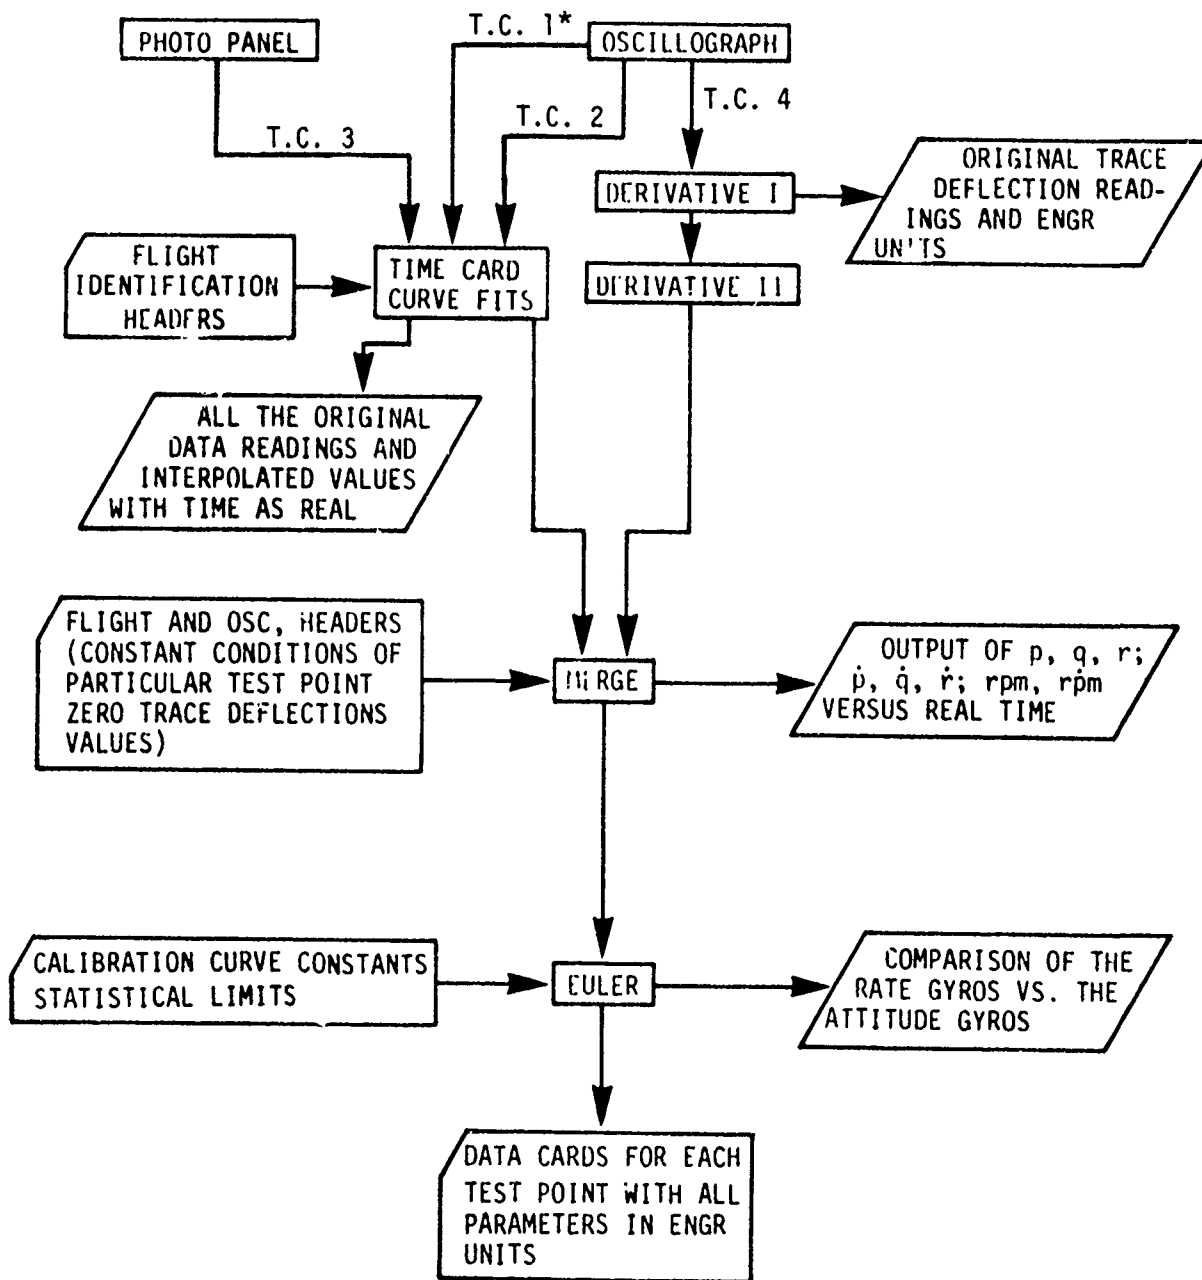 PHOTO PANEL
T.C. 1*
OSCILLOGRAPH
T.C. 3
T.C. 2
T.C. 4
DERIVATIVE I
ORIGINAL TRACE
DEFLECTION READ-
INGS AND ENGR
UNITS
FLIGHT
IDENTIFICATION
HEADERS
TIME CARD
CURVE FITS
DERIVATIVE II
ALL THE ORIGINAL
DATA READINGS AND
INTERPOLATED VALUES
WITH TIME AS REAL
FLIGHT AND OSC, HEADERS
(CONSTANT CONDITIONS OF
PARTICULAR TEST POINT
ZERO TRACE DEFLECTIONS
VALUES)
MERGE
OUTPUT OF p, q, r;
ṗ, q̇, ṙ; rpm, rṗm
VERSUS REAL TIME
CALIBRATION CURVE CONSTANTS
STATISTICAL LIMITS
EULER
COMPARISON OF THE
RATE GYROS VS. THE
ATTITUDE GYROS
DATA CARDS FOR EACH
TEST POINT WITH ALL
PARAMETERS IN ENGR
UNITS